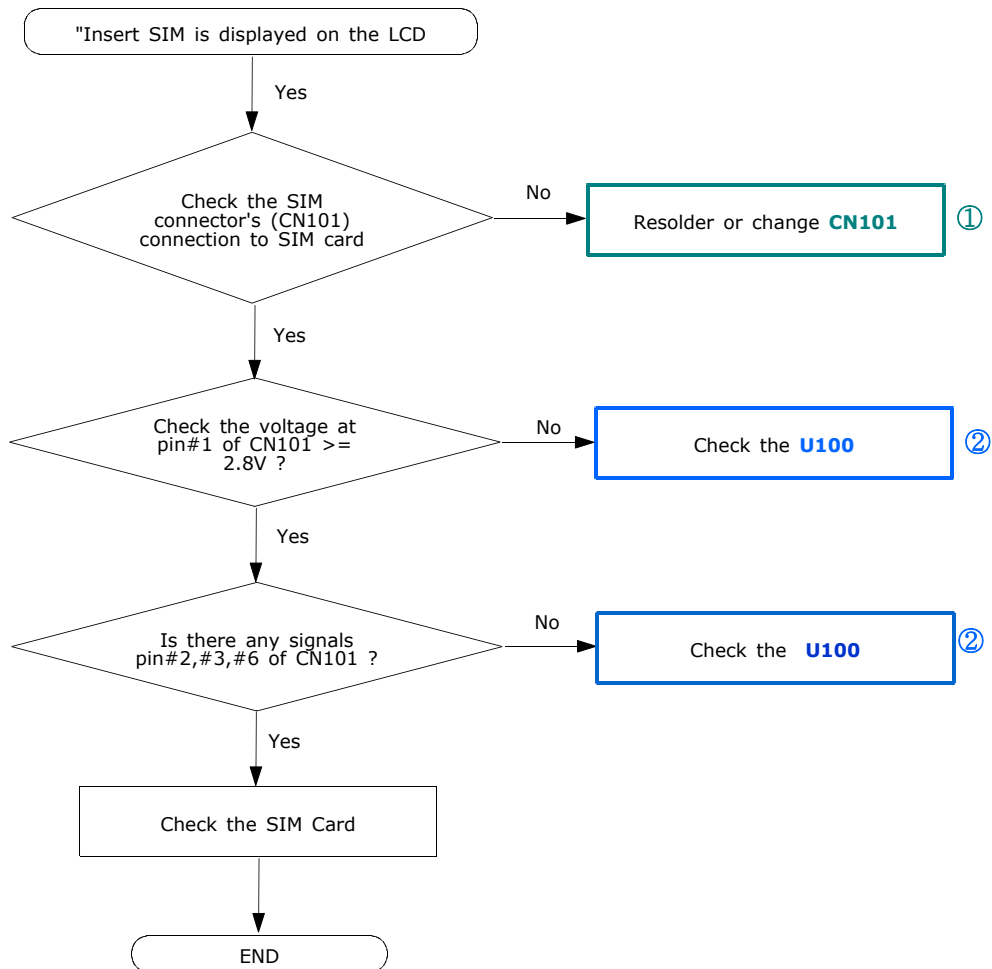 "Insert SIM is displayed on the LCD
Yes
Check the SIM
connector's (CN101)
connection to SIM card
No
Resolder or change CN101
①
Yes
Check the voltage at
pin#1 of CN101 >=
2.8V ?
No
Check the U100
②
Yes
Is there any signals
pin#2,#3,#6 of CN101 ?
No
Check the U100
②
Yes
Check the SIM Card
END